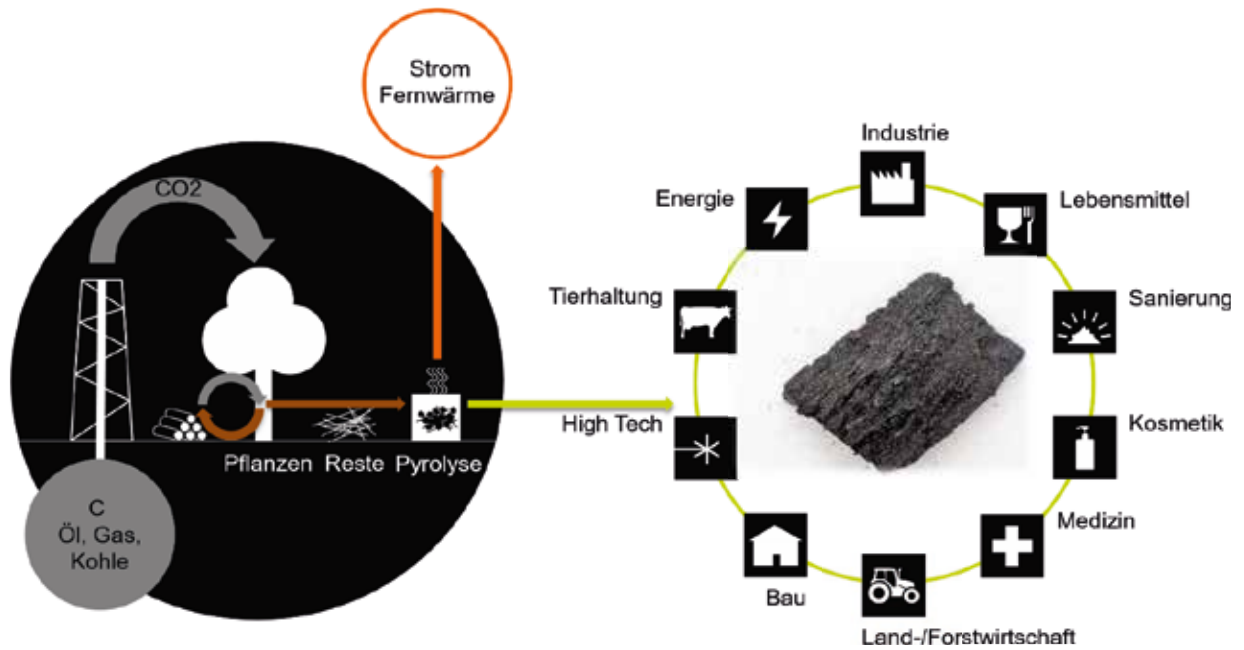 Strom
Fernwärme
CO2
Pflanzen Reste Pyrolyse
C
Öl, Gas,
Kohle
Industrie
Energie
Lebensmittel
Tierhaltung
Sanierung
High Tech
Kosmetik
Medizin
Bau
Land-/Forstwirtschaft